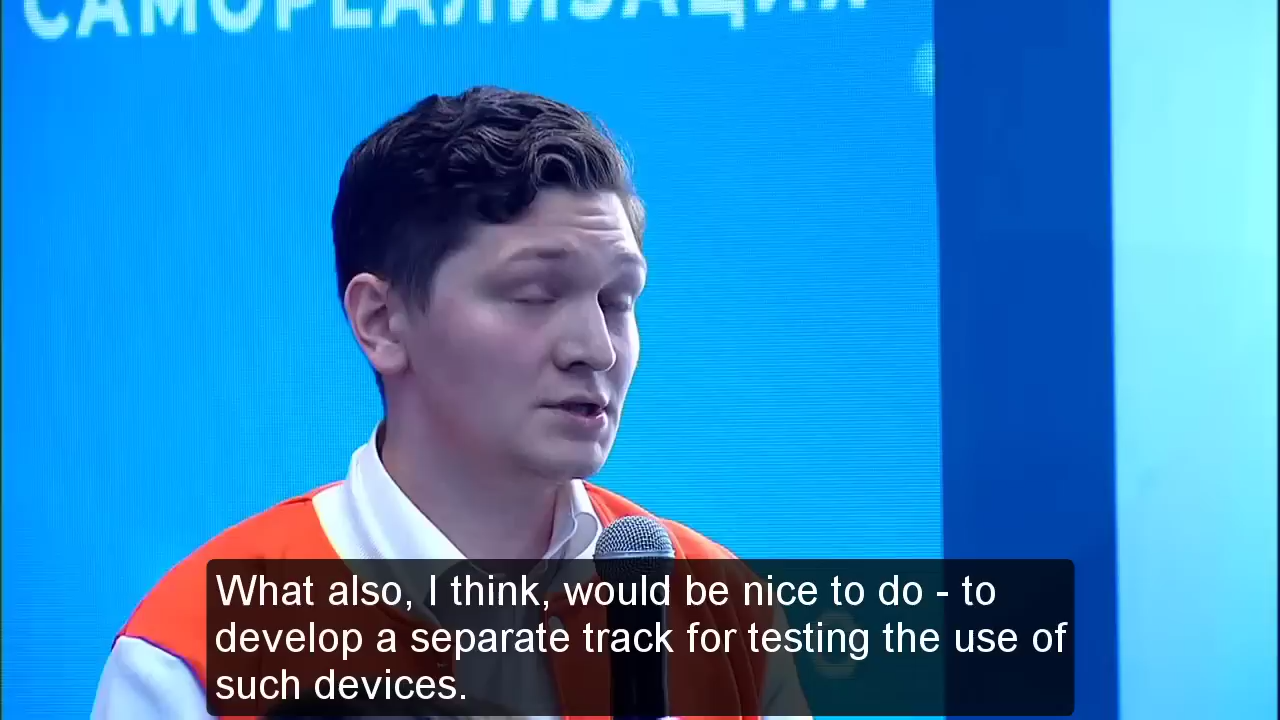 САМОРЕАЛИЗАЦИЯ
What also, I think, would be nice to do - to
develop a separate track for testing the use of
such devices.